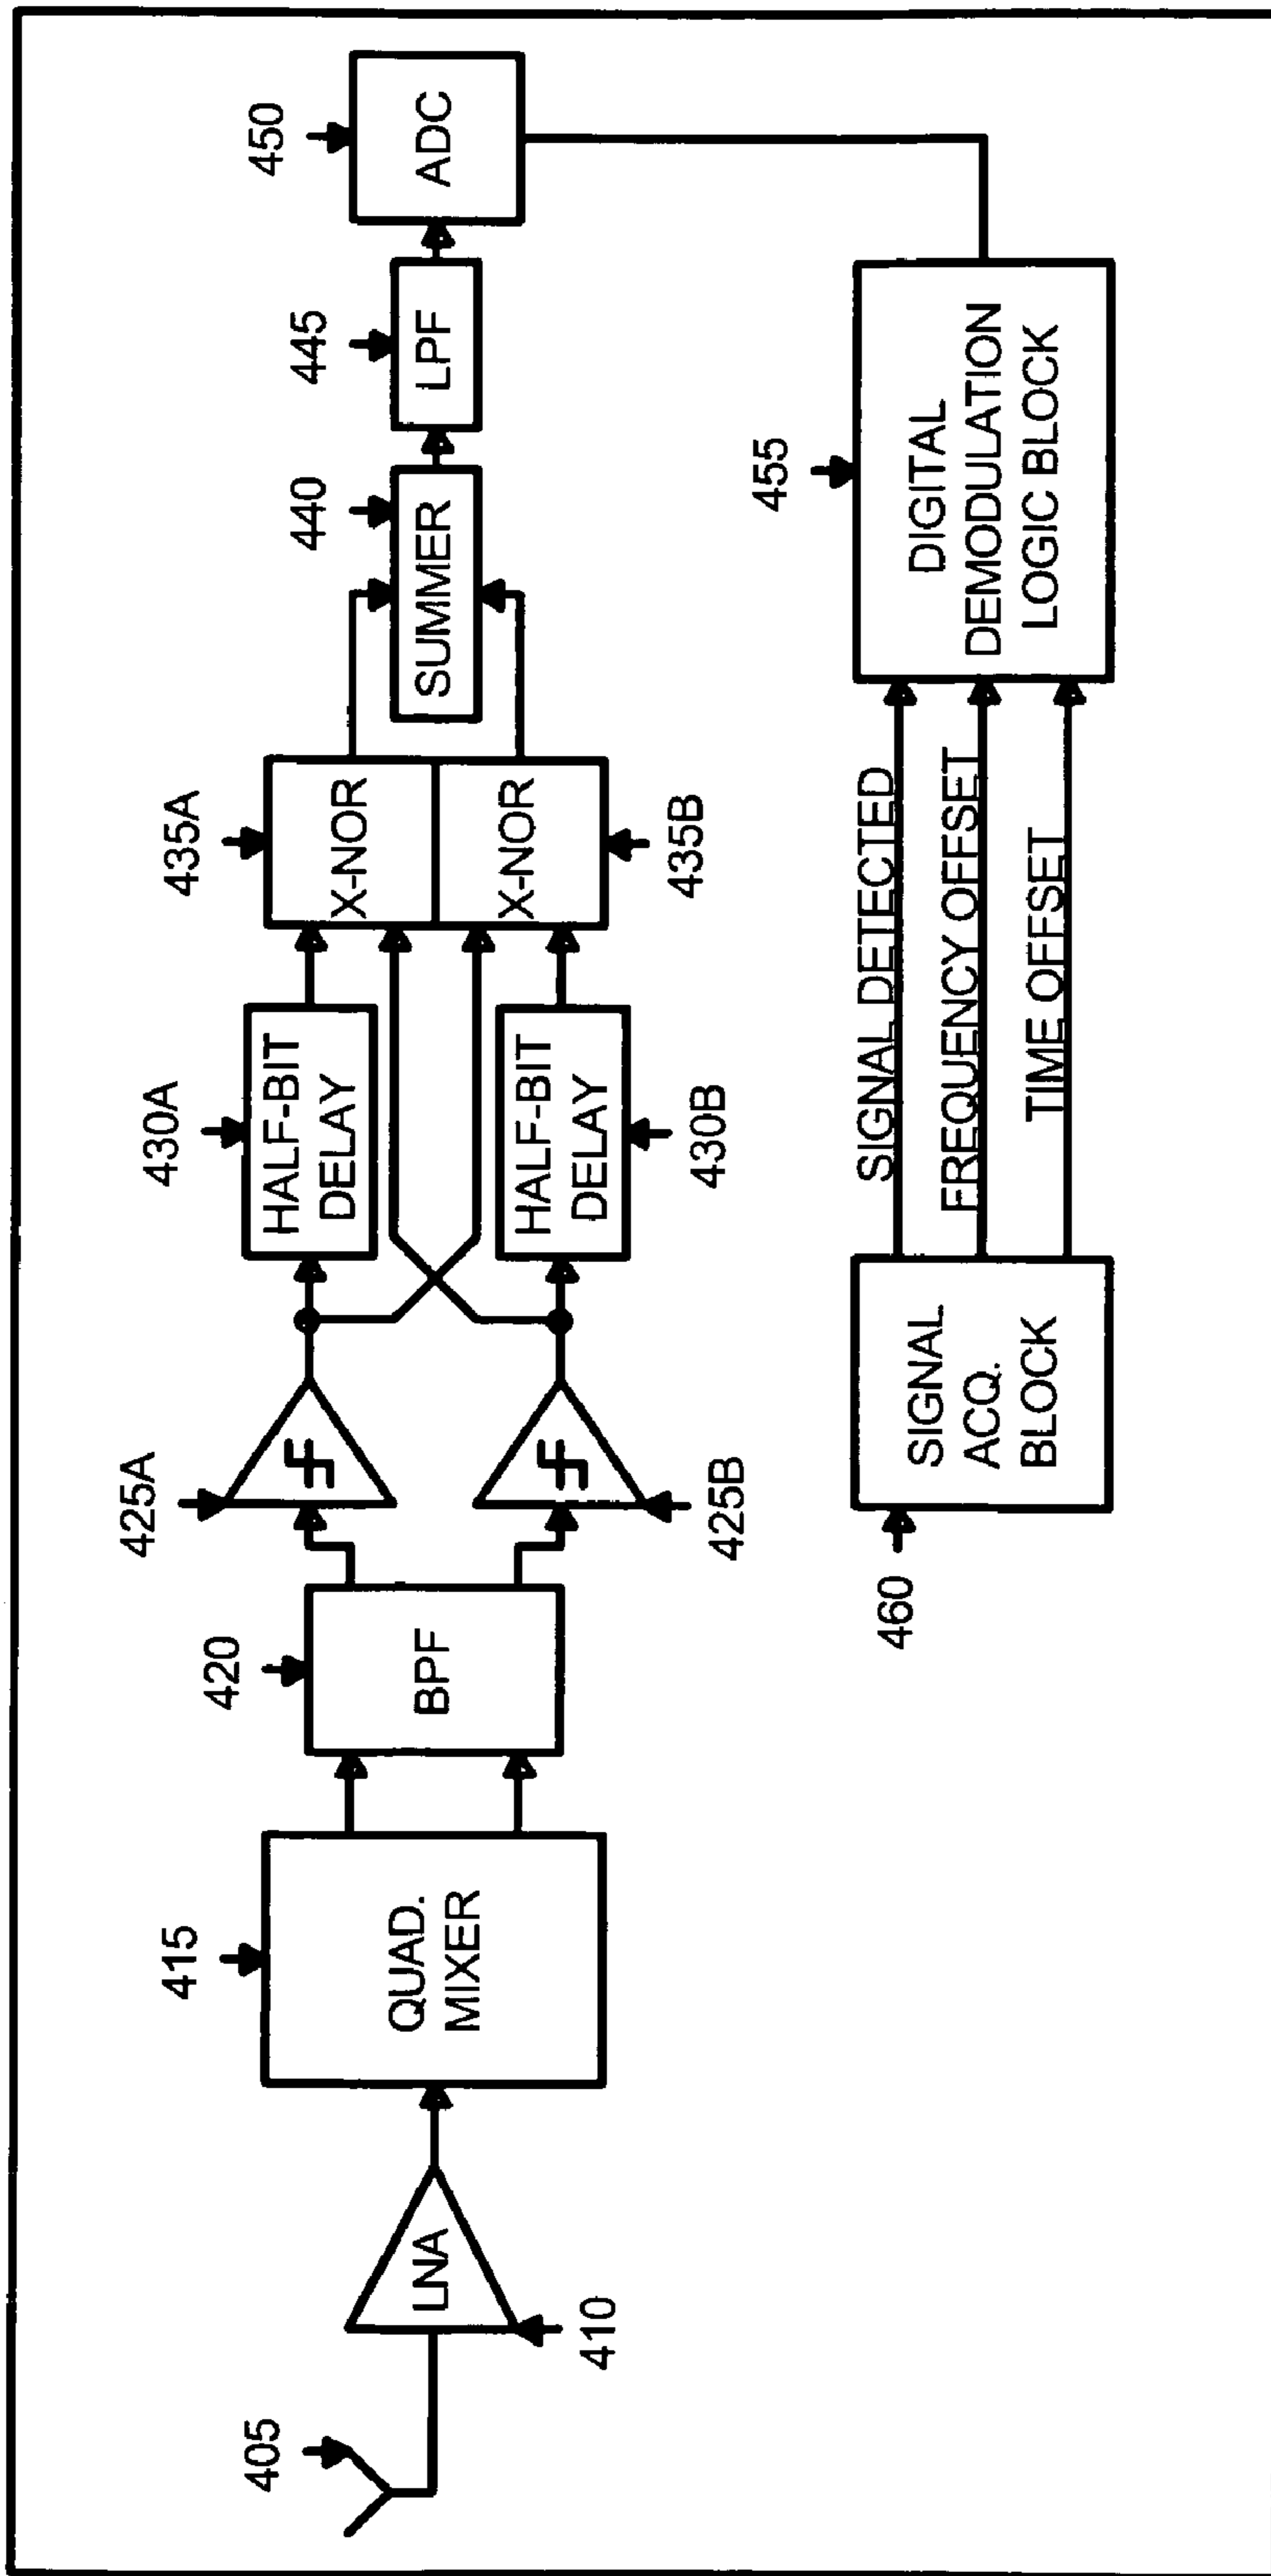 405
LNA
410
415
QUAD.
MIXER
420
BPF
425A
425B
430A
HALF-BIT
DELAY
HALF-BIT
DELAY
430B
435A
X-NOR
X-NOR
435B
440
SUMMER
445
LPF
450
ADC
460
SIGNAL
ACQ.
BLOCK
SIGNAL DETECTED
FREQUENCY OFFSET
TIME OFFSET
455
DIGITAL
DEMODULATION
LOGIC BLOCK